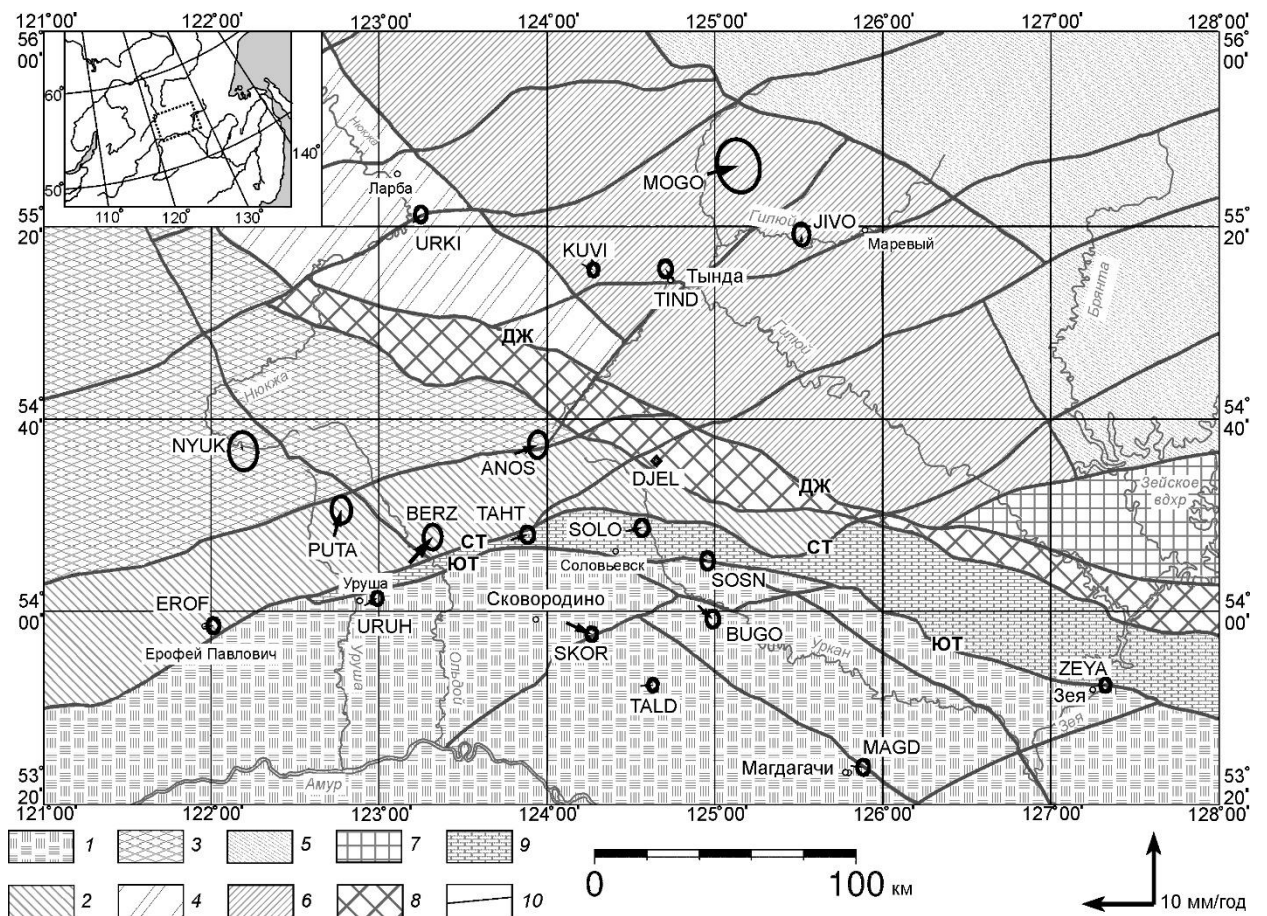 121°00' 122°00' 123°00' 124°00' 125°00' 126°00' 127°00' 128°00'
56
00'
56
00'
60°
50°
140°
110° 120° 130°
Нюкжа
Ларба
MOGO
55
20'
URKI
Гилюй
JIVO
Маревый
55
20'
KUVI
TIND
Тында
Брянта
ДЖ
Гилюй
Нюкжа
54
40'
54
40'
NYUK
ANOS
DJEL
ДЖ
Зейское
вдхр
PUTA
BERZ
TAHT
SOLO
СТ
СТ
ЮТ
Соловьевск
SOSN
Уруша
URUH
54
00'
54
00'
EROF
Ерофей Павлович
Сковородино
SKOR
BUGO
Уркан
ЮТ
ZEYA
Зея
Зея
Уруша
Ольдой
TALD
MAGD
Магдагачи
Амур
53
20'
53
20'
121°00' 122°00' 123°00' 124°00' 125°00' 126°00' 127°00' 128°00'
1 3 5 7 9
2 4 6 8 10
0 100 км
10 мм/год